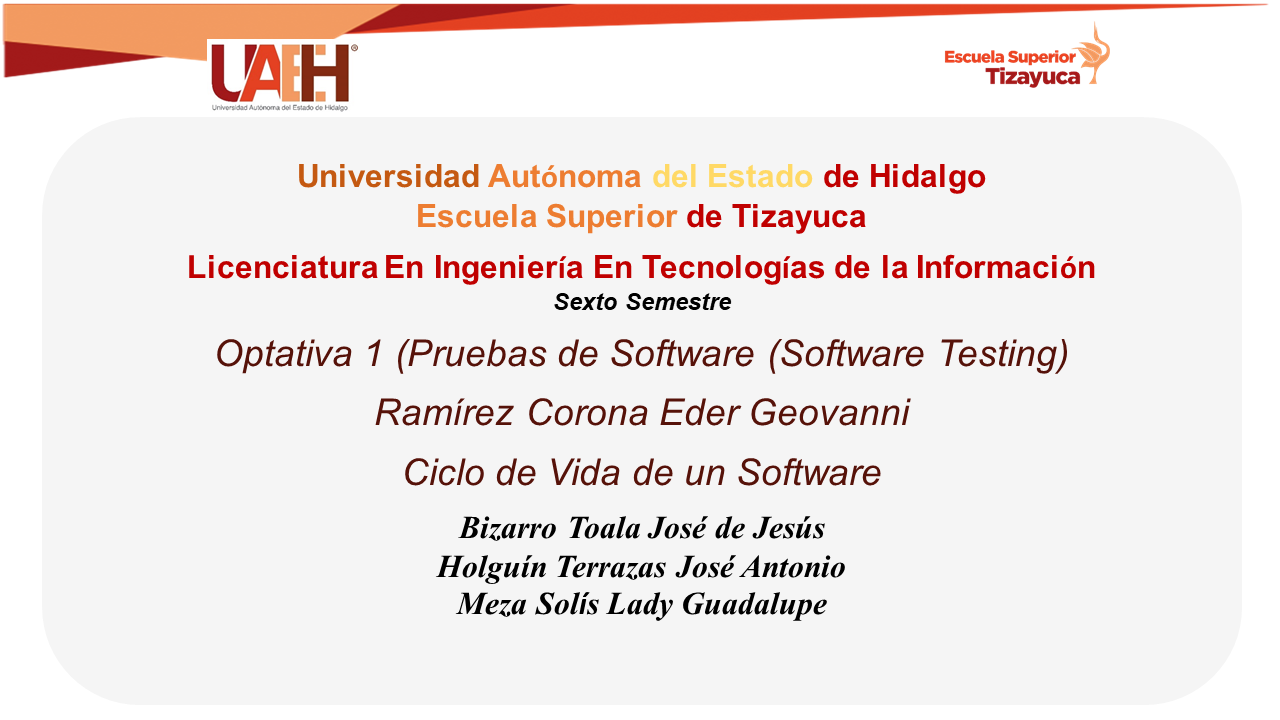 UAEH®
Universidad Autónoma del Estado de Hidalgo
Escuela Superior
Tizayuca
Universidad Autónoma del Estado de Hidalgo
Escuela Superior de Tizayuca
Licenciatura En Ingeniería En Tecnologías de la Información
Sexto Semestre
Optativa 1 (Pruebas de Software (Software Testing)
Ramírez Corona Eder Geovanni
Ciclo de Vida de un Software
Bizarro Toala José de Jesús
Holguín Terrazas José Antonio
Meza Solís Lady Guadalupe